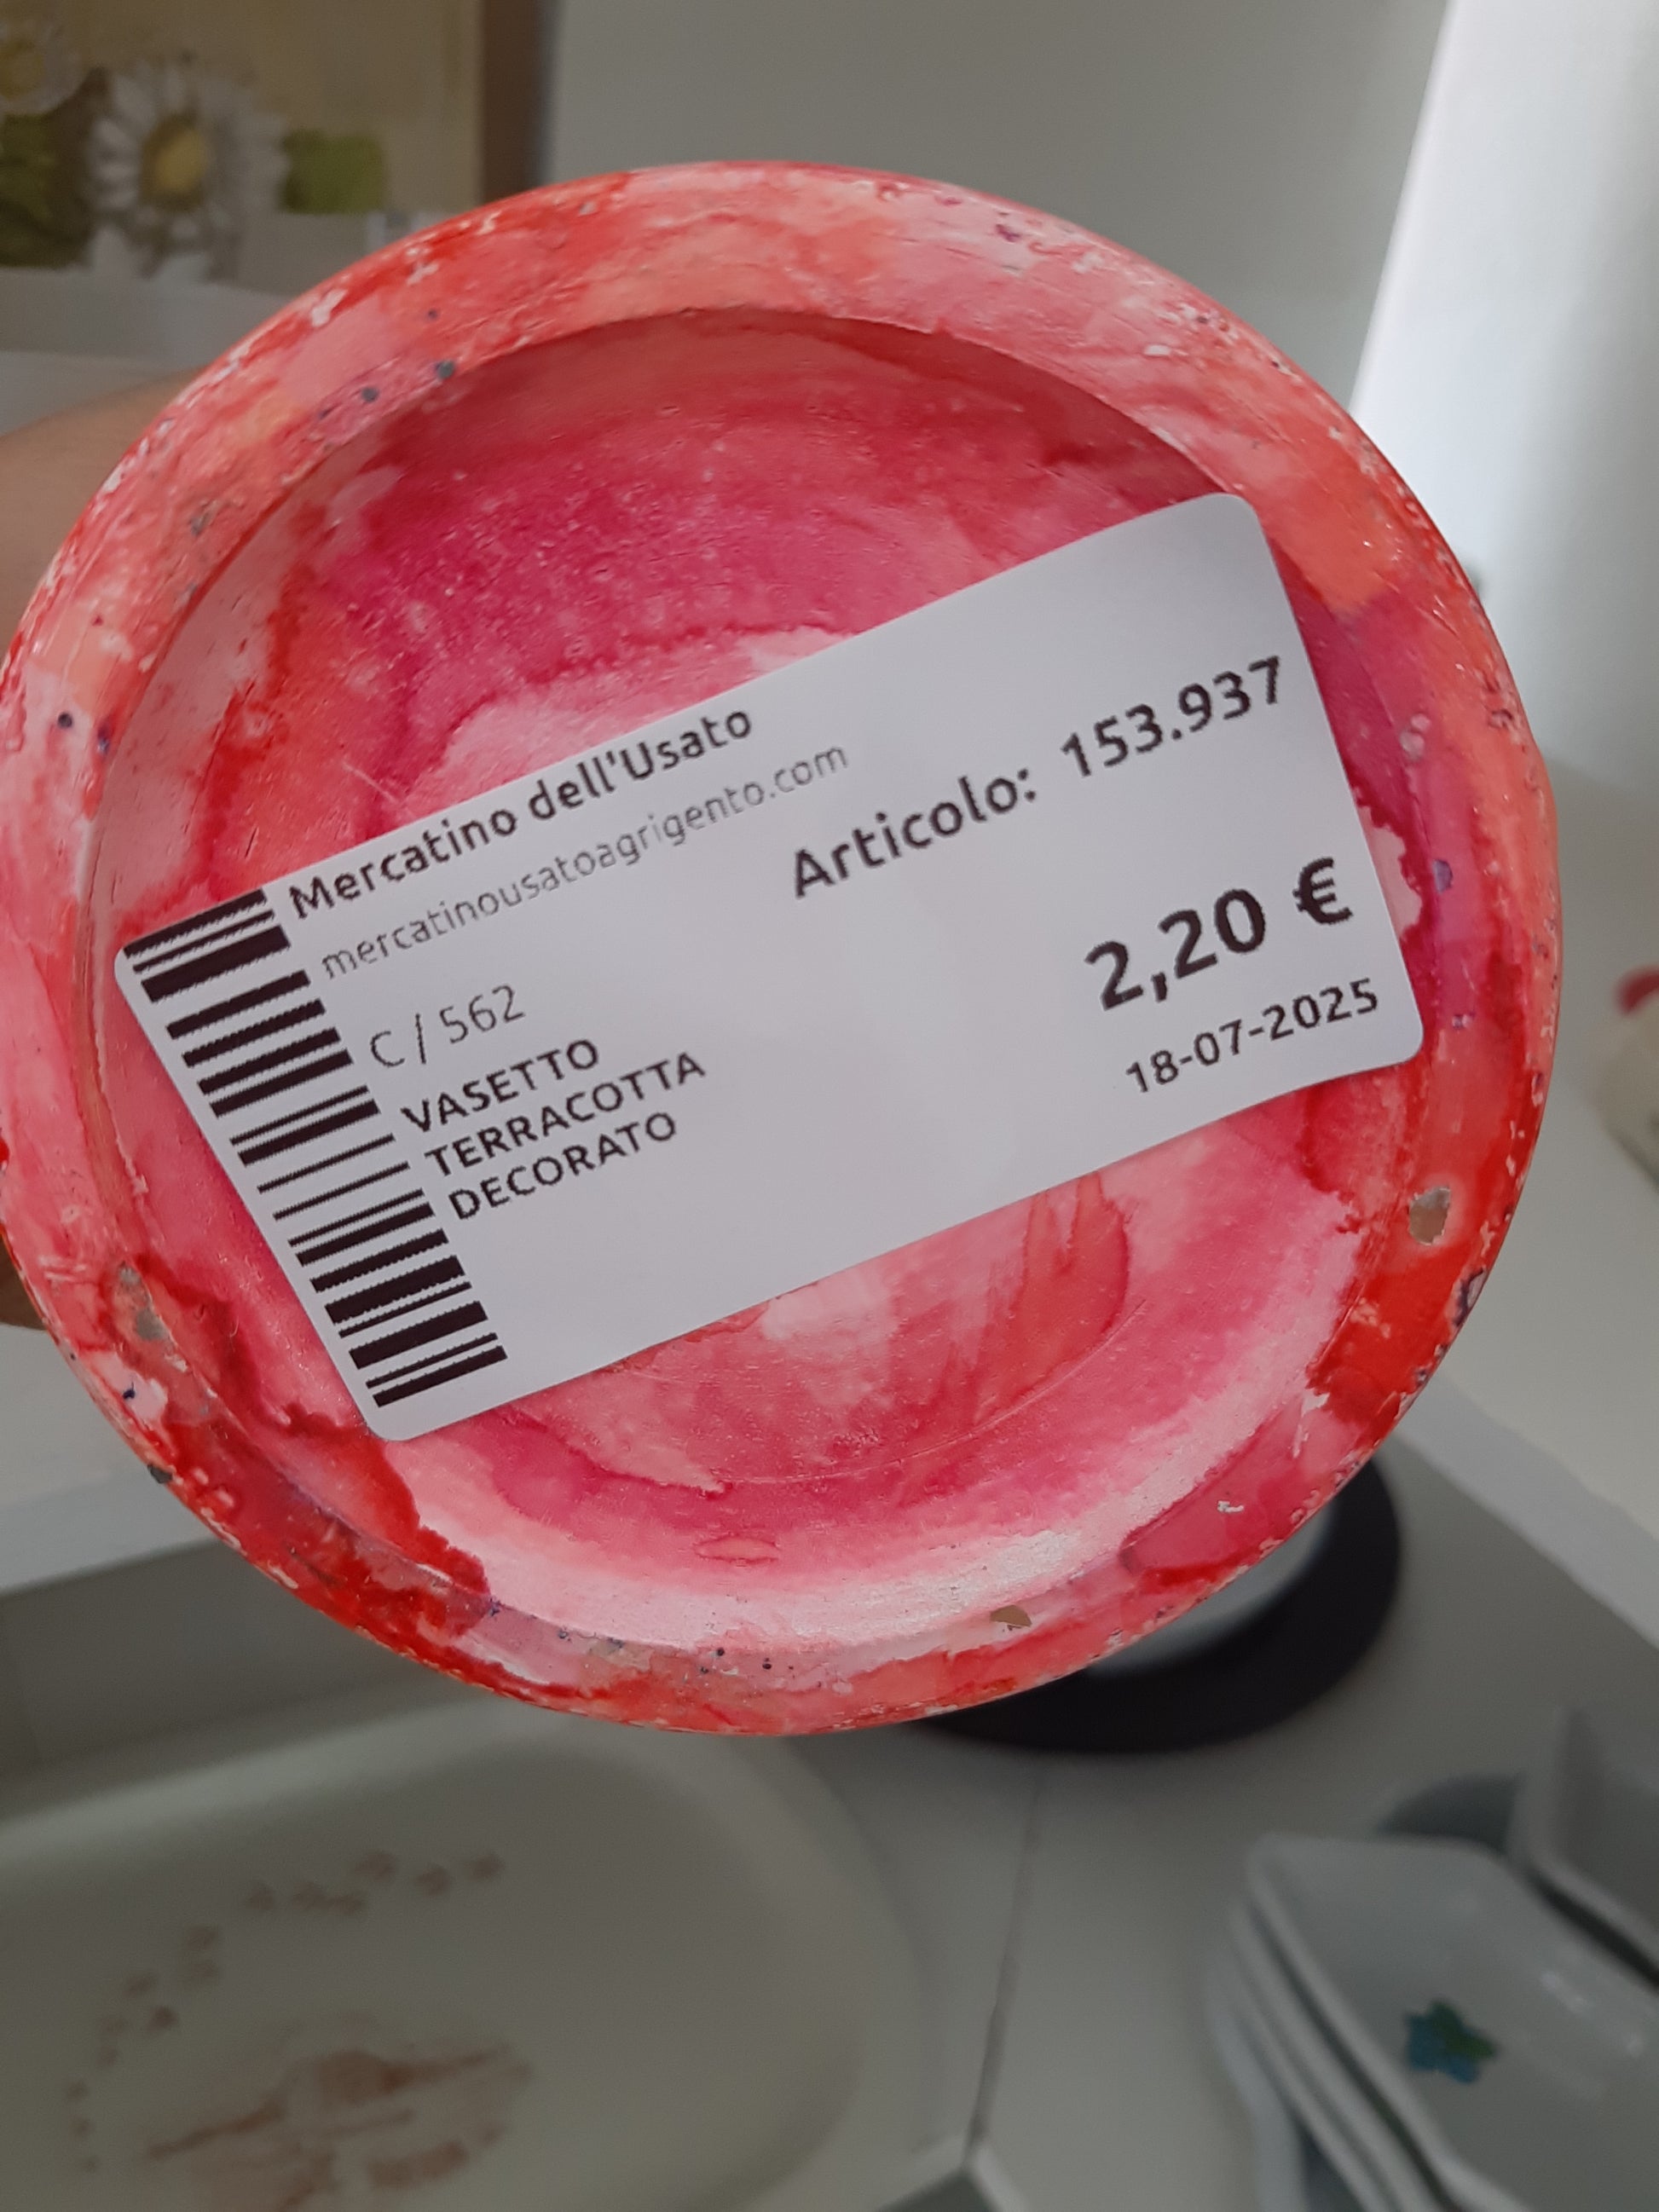 Mercatino dell'Usato
mercatinousatoagrigento.com
Articolo: 153.937
C / 562
2,20 €
VASETTO
TERRACOTTA
DECORATO
18-07-2025